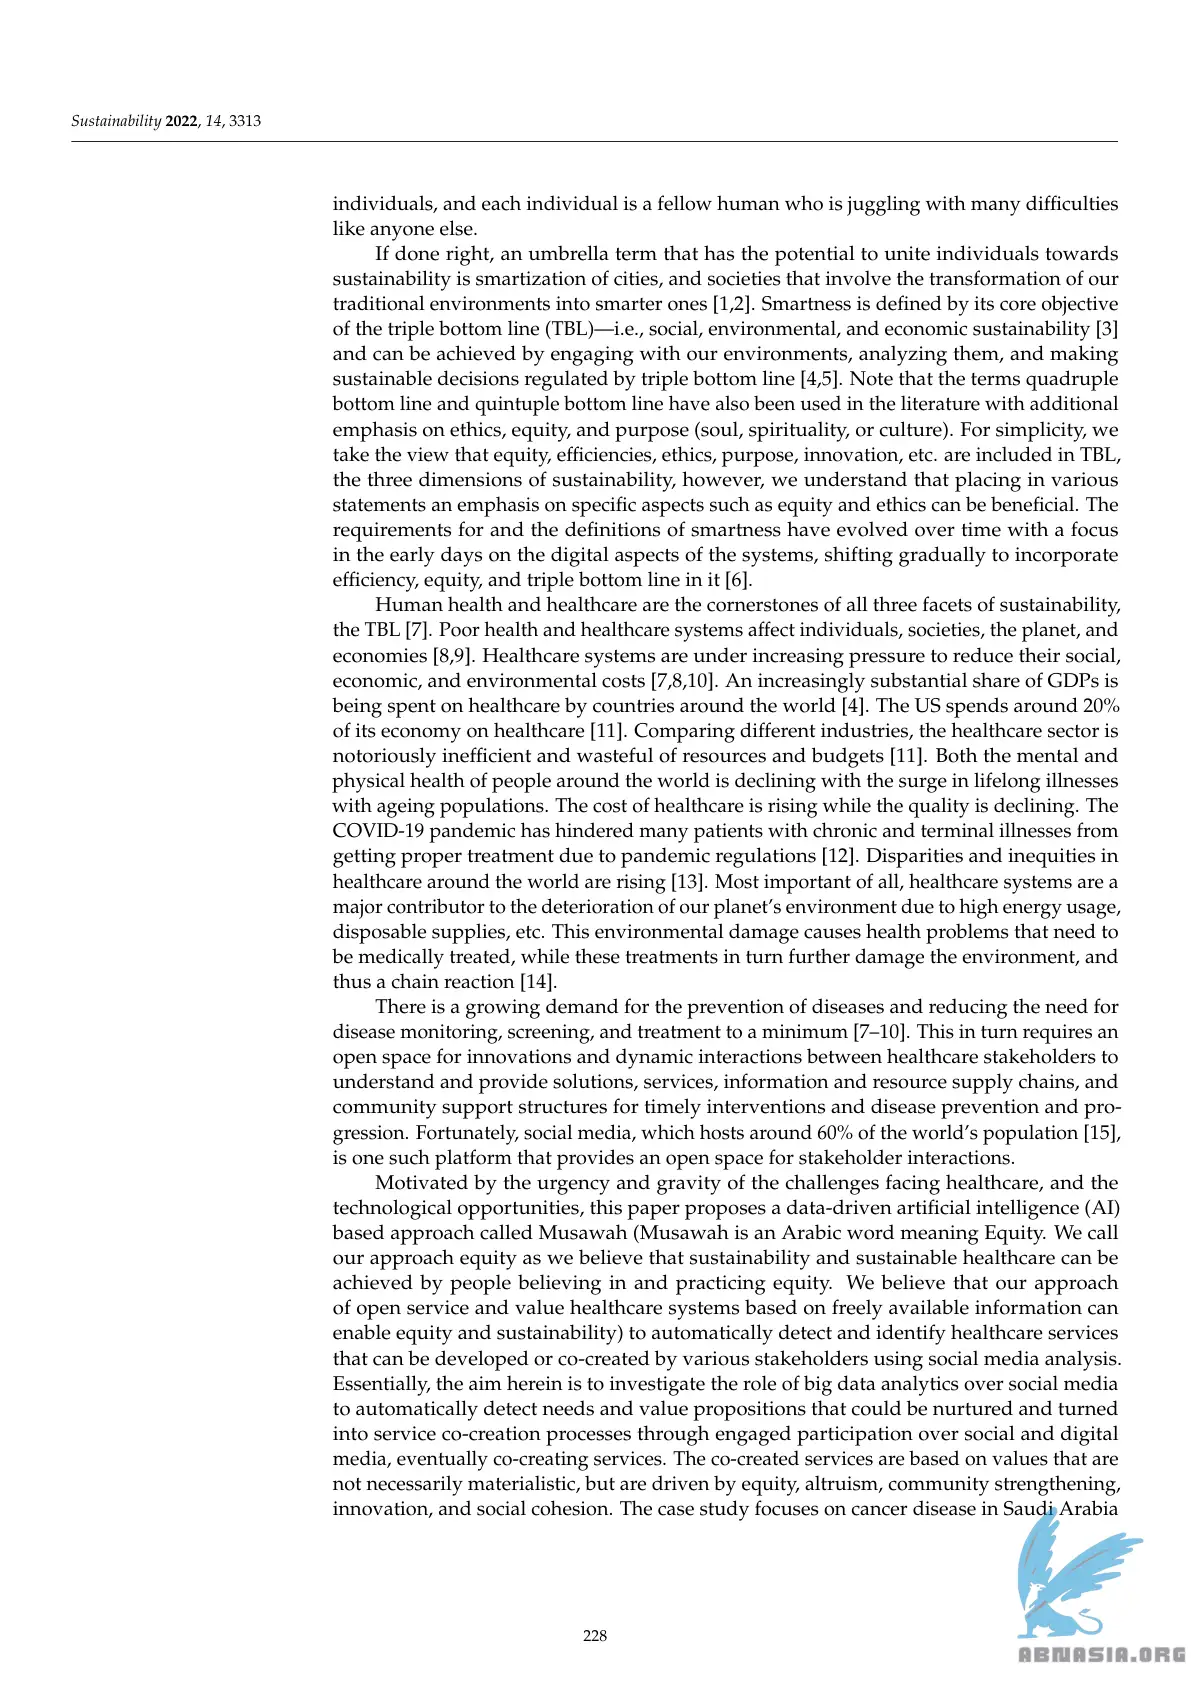 Sustainability 2022, 14, 3313
individuals, and each individual is a fellow human who is juggling with many difficulties
like anyone else.
If done right, an umbrella term that has the potential to unite individuals towards
sustainability is smartization of cities, and societies that involve the transformation of our
traditional environments into smarter ones [1,2]. Smartness is defined by its core objective
of the triple bottom line (TBL)—i.e., social, environmental, and economic sustainability [3]
and can be achieved by engaging with our environments, analyzing them, and making
sustainable decisions regulated by triple bottom line [4,5]. Note that the terms quadruple
bottom line and quintuple bottom line have also been used in the literature with additional
emphasis on ethics, equity, and purpose (soul, spirituality, or culture). For simplicity, we
take the view that equity, efficiencies, ethics, purpose, innovation, etc. are included in TBL,
the three dimensions of sustainability, however, we understand that placing in various
statements an emphasis on specific aspects such as equity and ethics can be beneficial. The
requirements for and the definitions of smartness have evolved over time with a focus
in the early days on the digital aspects of the systems, shifting gradually to incorporate
efficiency, equity, and triple bottom line in it [6].
Human health and healthcare are the cornerstones of all three facets of sustainability,
the TBL [7]. Poor health and healthcare systems affect individuals, societies, the planet, and
economies [8,9]. Healthcare systems are under increasing pressure to reduce their social,
economic, and environmental costs [7,8,10]. An increasingly substantial share of GDPs is
being spent on healthcare by countries around the world [4]. The US spends around 20%
of its economy on healthcare [11]. Comparing different industries, the healthcare sector is
notoriously inefficient and wasteful of resources and budgets [11]. Both the mental and
physical health of people around the world is declining with the surge in lifelong illnesses
with ageing populations. The cost of healthcare is rising while the quality is declining. The
COVID-19 pandemic has hindered many patients with chronic and terminal illnesses from
getting proper treatment due to pandemic regulations [12]. Disparities and inequities in
healthcare around the world are rising [13]. Most important of all, healthcare systems are a
major contributor to the deterioration of our planet’s environment due to high energy usage,
disposable supplies, etc. This environmental damage causes health problems that need to
be medically treated, while these treatments in turn further damage the environment, and
thus a chain reaction [14].
There is a growing demand for the prevention of diseases and reducing the need for
disease monitoring, screening, and treatment to a minimum [7–10]. This in turn requires an
open space for innovations and dynamic interactions between healthcare stakeholders to
understand and provide solutions, services, information and resource supply chains, and
community support structures for timely interventions and disease prevention and pro-
gression. Fortunately, social media, which hosts around 60% of the world’s population [15],
is one such platform that provides an open space for stakeholder interactions.
Motivated by the urgency and gravity of the challenges facing healthcare, and the
technological opportunities, this paper proposes a data-driven artificial intelligence (AI)
based approach called Musawah (Musawah is an Arabic word meaning Equity. We call
our approach equity as we believe that sustainability and sustainable healthcare can be
achieved by people believing in and practicing equity. We believe that our approach
of open service and value healthcare systems based on freely available information can
enable equity and sustainability) to automatically detect and identify healthcare services
that can be developed or co-created by various stakeholders using social media analysis.
Essentially, the aim herein is to investigate the role of big data analytics over social media
to automatically detect needs and value propositions that could be nurtured and turned
into service co-creation processes through engaged participation over social and digital
media, eventually co-creating services. The co-created services are based on values that are
not necessarily materialistic, but are driven by equity, altruism, community strengthening,
innovation, and social cohesion. The case study focuses on cancer disease in Saudi Arabia
228
ABNASIA.ORG